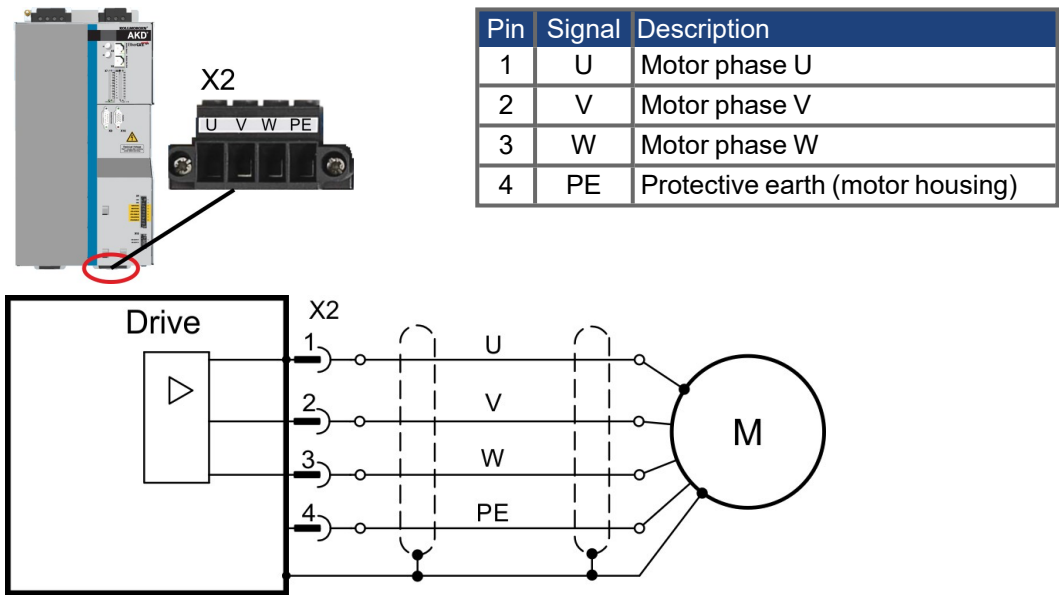 AKD
X2
U V W PE
Pin Signal Description
1 U Motor phase U
2 V Motor phase V
3 W Motor phase W
4 PE Protective earth (motor housing)
Drive
X2
1 U
2 V
3 W
4 PE
M